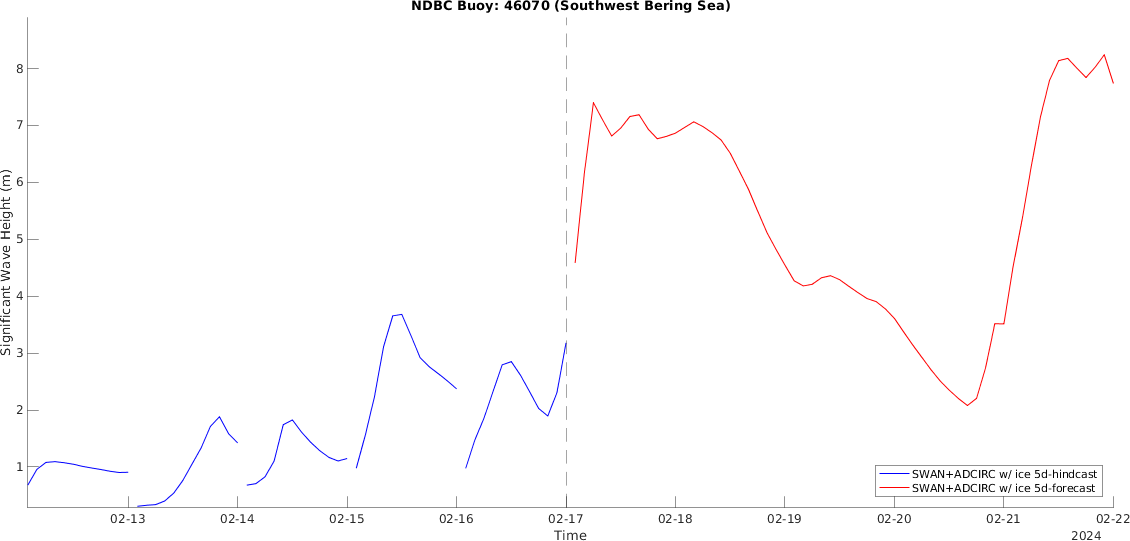 NDBC Buoy: 46070 (Southwest Bering Sea)
Significant Wave Height (m)
8
7
6
5
4
3
2
1
SWAN+ADCIRC w/ ice 5d-hindcast
SWAN+ADCIRC w/ ice 5d-forecast
02-13 02-14 02-15 02-16 02-17 02-18 02-19 02-20 02-21 02-22
Time
2024